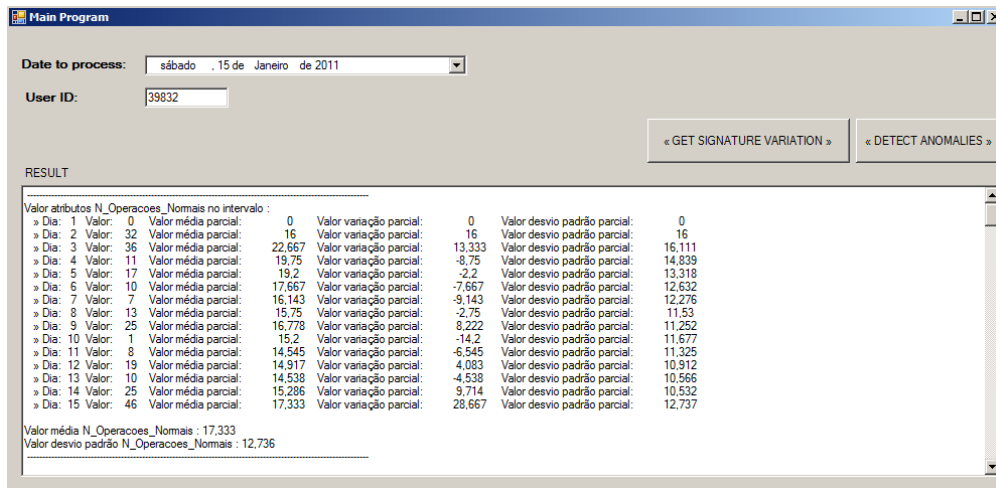 Main Program
Date to process: sábado , 15 de Janeiro de 2011
User ID: 39832
« GET SIGNATURE VARIATION » « DETECT ANOMALIES »
RESULT
Valor atributos N_Operacoes_Normais no intervalo :
» Dia: 1 Valor: 0 Valor média parcial: 0 Valor variação parcial: 0 Valor desvio padrão parcial: 0
» Dia: 2 Valor: 32 Valor média parcial: 16 Valor variação parcial: 16 Valor desvio padrão parcial: 16
» Dia: 3 Valor: 36 Valor média parcial: 22,667 Valor variação parcial: 13,333 Valor desvio padrão parcial: 16,111
» Dia: 4 Valor: 11 Valor média parcial: 19,75 Valor variação parcial: -8,75 Valor desvio padrão parcial: 14,839
» Dia: 5 Valor: 17 Valor média parcial: 19,2 Valor variação parcial: -2,2 Valor desvio padrão parcial: 13,318
» Dia: 6 Valor: 10 Valor média parcial: 17,667 Valor variação parcial: -7,667 Valor desvio padrão parcial: 12,632
» Dia: 7 Valor: 7 Valor média parcial: 16,143 Valor variação parcial: -9,143 Valor desvio padrão parcial: 12,276
» Dia: 8 Valor: 13 Valor média parcial: 15,75 Valor variação parcial: -2,75 Valor desvio padrão parcial: 11,53
» Dia: 9 Valor: 25 Valor média parcial: 16,778 Valor variação parcial: 8,222 Valor desvio padrão parcial: 11,252
» Dia: 10 Valor: 1 Valor média parcial: 15,2 Valor variação parcial: -14,2 Valor desvio padrão parcial: 11,677
» Dia: 11 Valor: 8 Valor média parcial: 14,545 Valor variação parcial: -6,545 Valor desvio padrão parcial: 11,325
» Dia: 12 Valor: 19 Valor média parcial: 14,917 Valor variação parcial: 4,083 Valor desvio padrão parcial: 10,912
» Dia: 13 Valor: 10 Valor média parcial: 14,538 Valor variação parcial: -4,538 Valor desvio padrão parcial: 10,566
» Dia: 14 Valor: 25 Valor média parcial: 15,286 Valor variação parcial: 9,714 Valor desvio padrão parcial: 10,532
» Dia: 15 Valor: 46 Valor média parcial: 17,333 Valor variação parcial: 28,667 Valor desvio padrão parcial: 12,737
Valor média N_Operacoes_Normais : 17,333
Valor desvio padrão N_Operacoes_Normais : 12,736